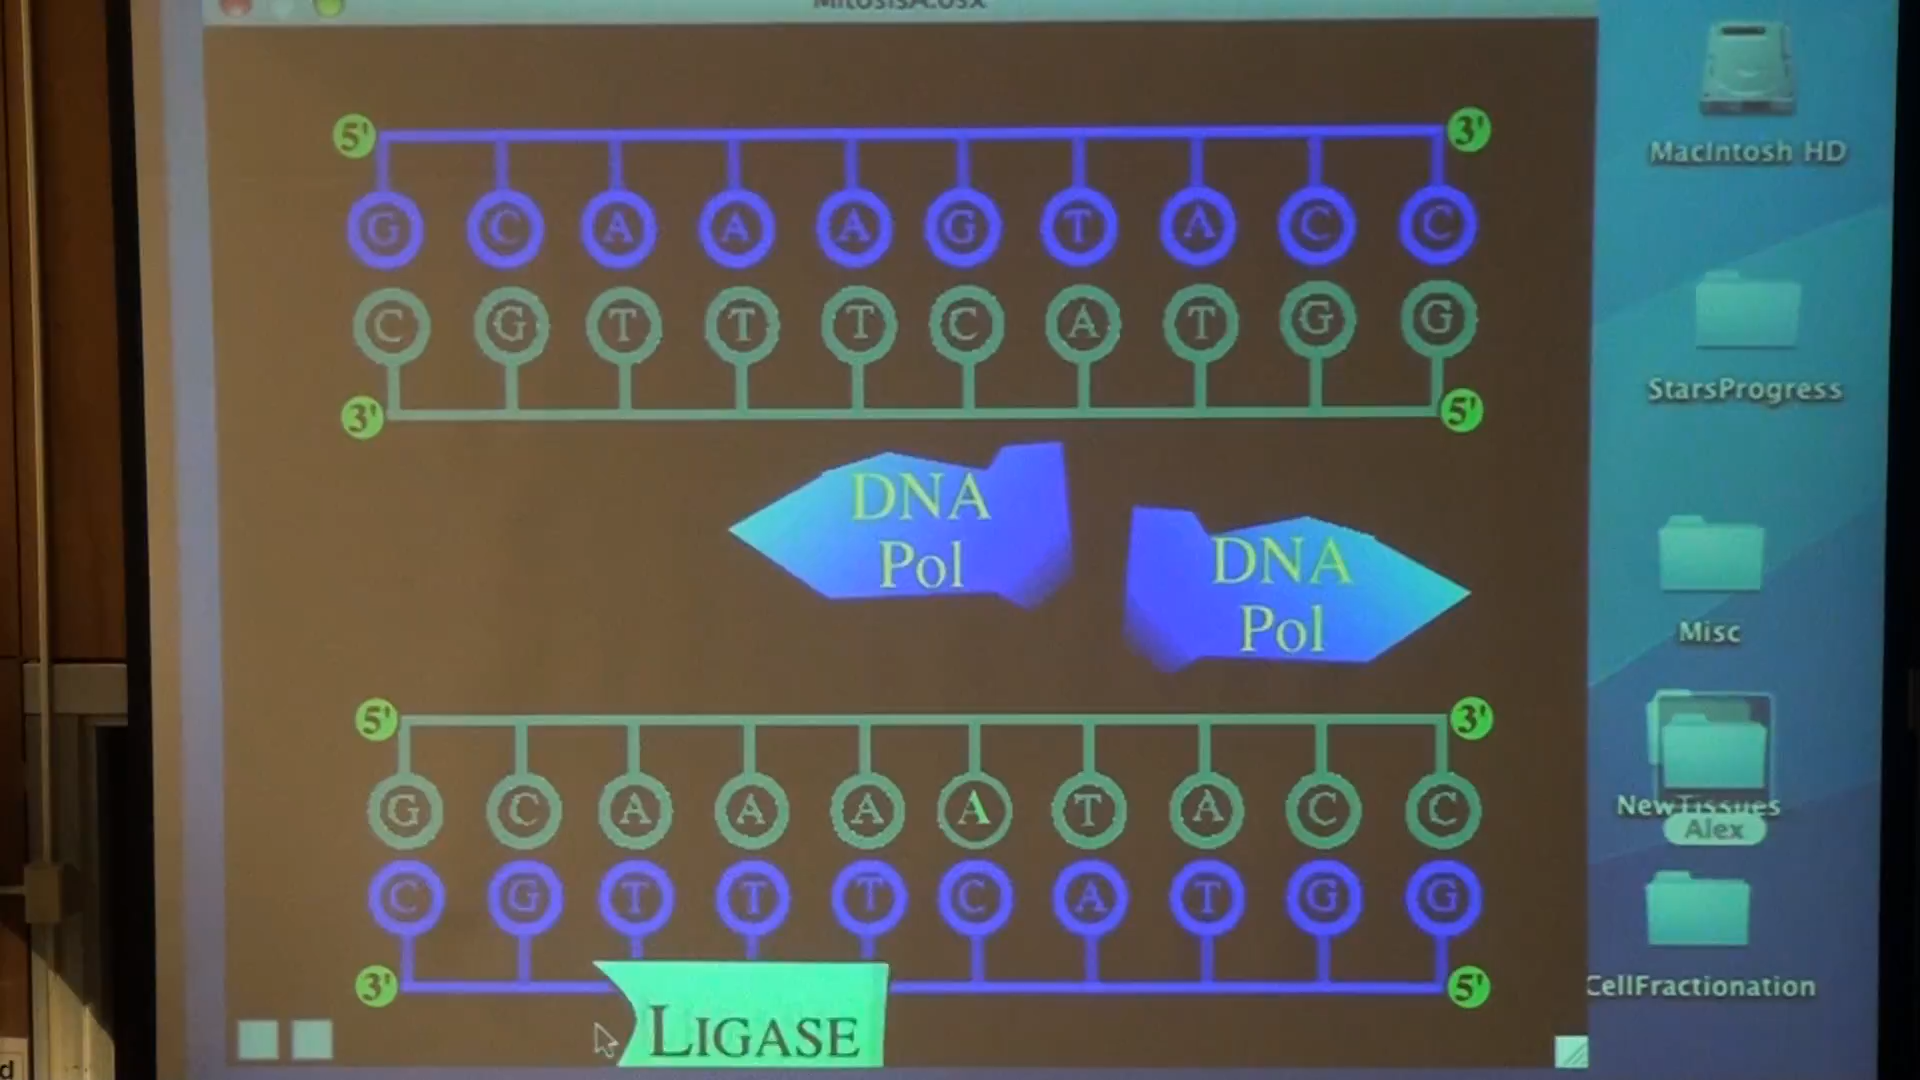 5' 3'
G C A A A G T A C C
C G T T T C A T G G
3' 5'
DNA
Pol
DNA
Pol
5' 3'
G C A A A A T A C C
C G T T T C A T G G
3' 5'
LIGASE
MacIntosh HD
StarsProgress
Misc
NewTissues
Alex
CellFractionation
d